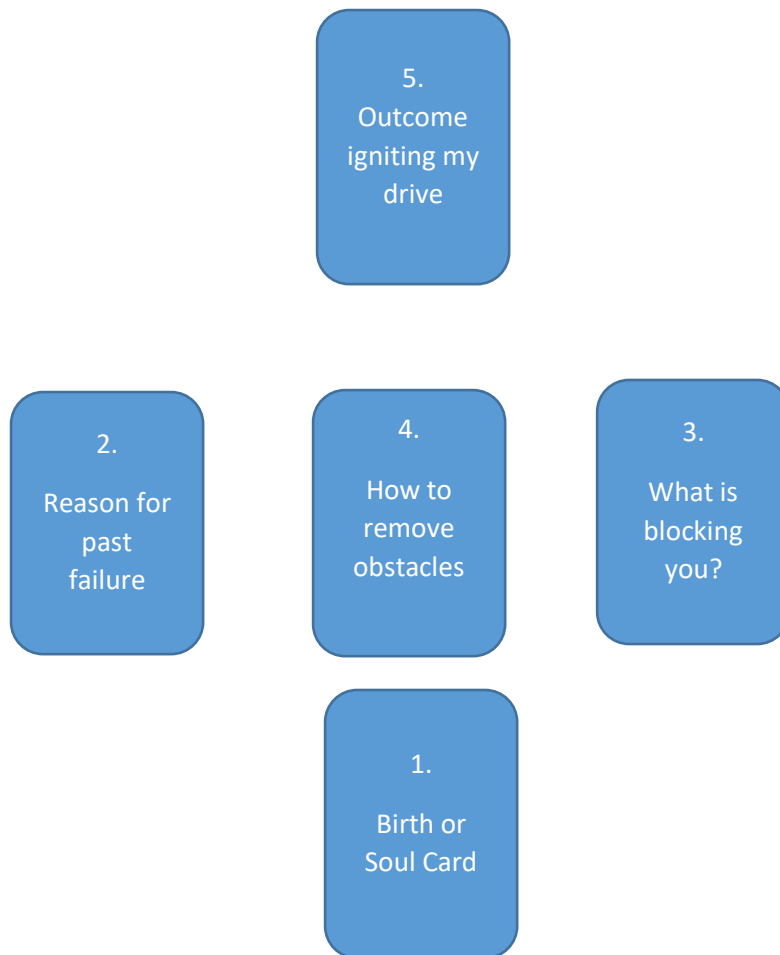 5.
Outcome
igniting my
drive
2.
Reason for
past
failure
4.
How to
remove
obstacles
3.
What is
blocking
you?
1.
Birth or
Soul Card